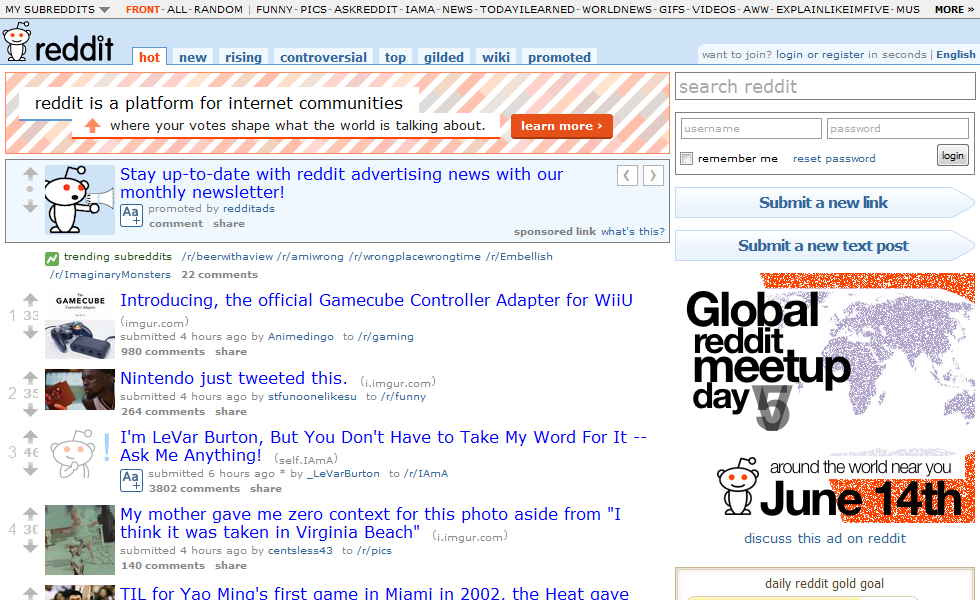 MY SUBREDDITS FRONT - ALL - RANDOM | FUNNY - PICS - ASKREDDIT - IAMA - NEWS - TODAYILEARNED - WORLDNEWS - GIFS - VIDEOS - AWW - EXPLAINLIKEIMFIVE - MUS MORE »
reddit hot new rising controversial top gilded wiki promoted
want to join? login or register in seconds | English
reddit is a platform for internet communities
where your votes shape what the world is talking about.
learn more ›
Stay up-to-date with reddit advertising news with our
monthly newsletter!
Aa+ promoted by redditads
comment share
sponsored link what's this?
trending subreddits /r/beerwithaview /r/amiwrong /r/wrongplacewrongtime /r/Embellish
/r/ImaginaryMonsters 22 comments
1 33
GAMECUBE
Introducing, the official Gamecube Controller Adapter for WiiU
(imgur.com)
submitted 4 hours ago by Animedingo to /r/gaming
980 comments share
2 35
Nintendo just tweeted this. (i.imgur.com)
submitted 4 hours ago by stfunoonelikesu to /r/funny
264 comments share
3 46
I'm LeVar Burton, But You Don't Have to Take My Word For It --
Ask Me Anything! (self.IAmA)
Aa+ submitted 6 hours ago * by _LeVarBurton to /r/IAmA
3802 comments share
4 30
My mother gave me zero context for this photo aside from "I
think it was taken in Virginia Beach" (i.imgur.com)
submitted 4 hours ago by centsless43 to /r/pics
140 comments share
TIL for Yao Ming's first game in Miami in 2002, the Heat gave
search reddit
username password
remember me reset password login
Submit a new link
Submit a new text post
Global
reddit
meetup
day 5
around the world near you
June 14th
discuss this ad on reddit
daily reddit gold goal